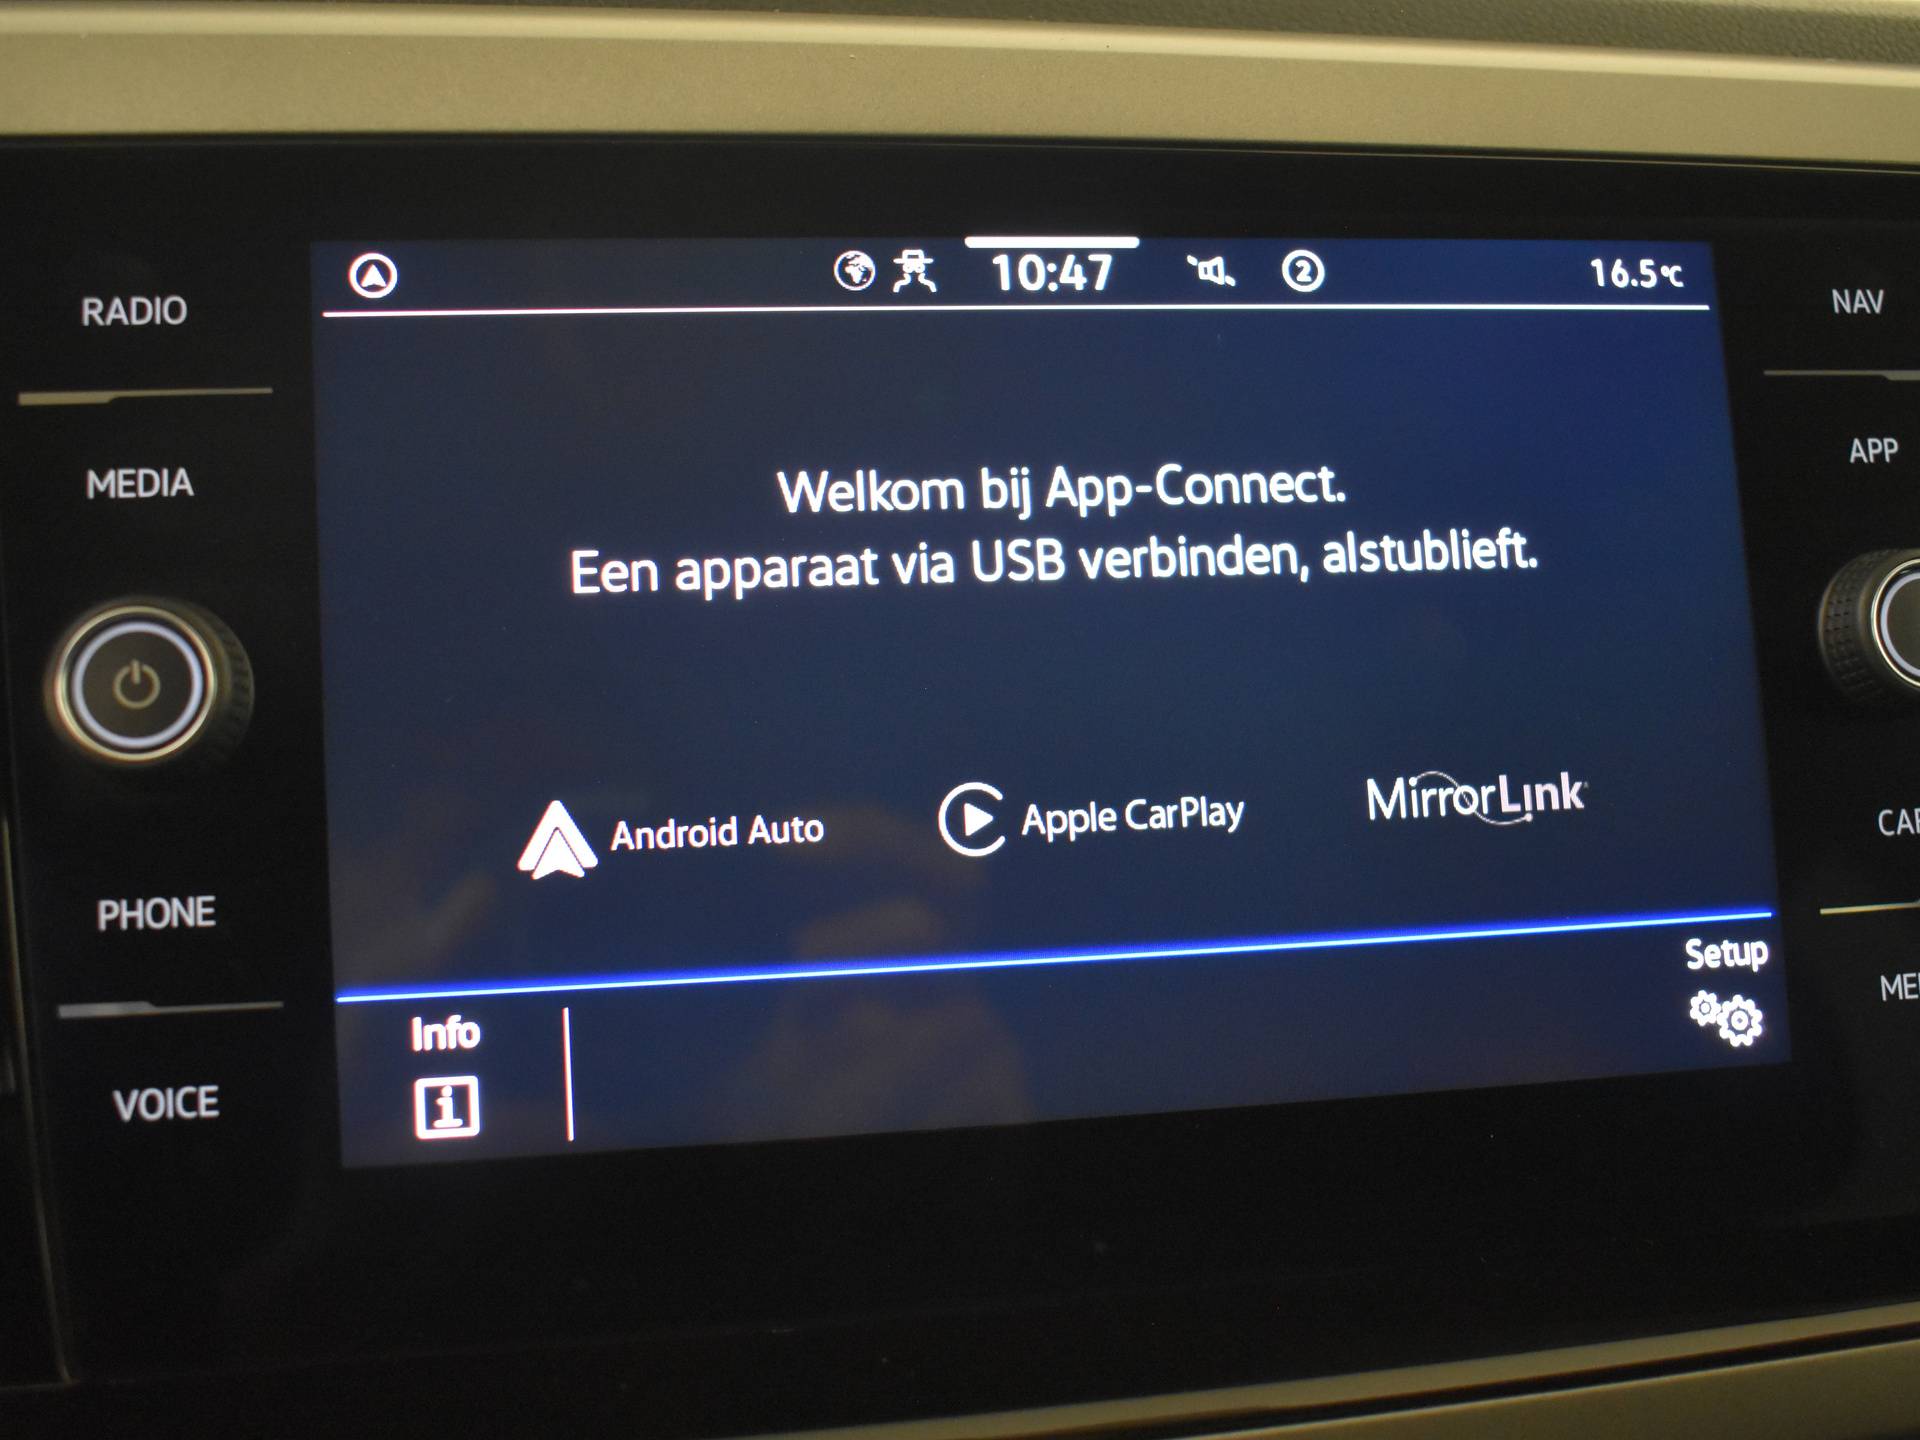 10:47
2
16.5°C
RADIO
MEDIA
PHONE
VOICE
Welkom bij App-Connect.
Een apparaat via USB verbinden, alstublieft.
Android Auto
Apple CarPlay
MirrorLink
Info
i
Setup
NAV
APP